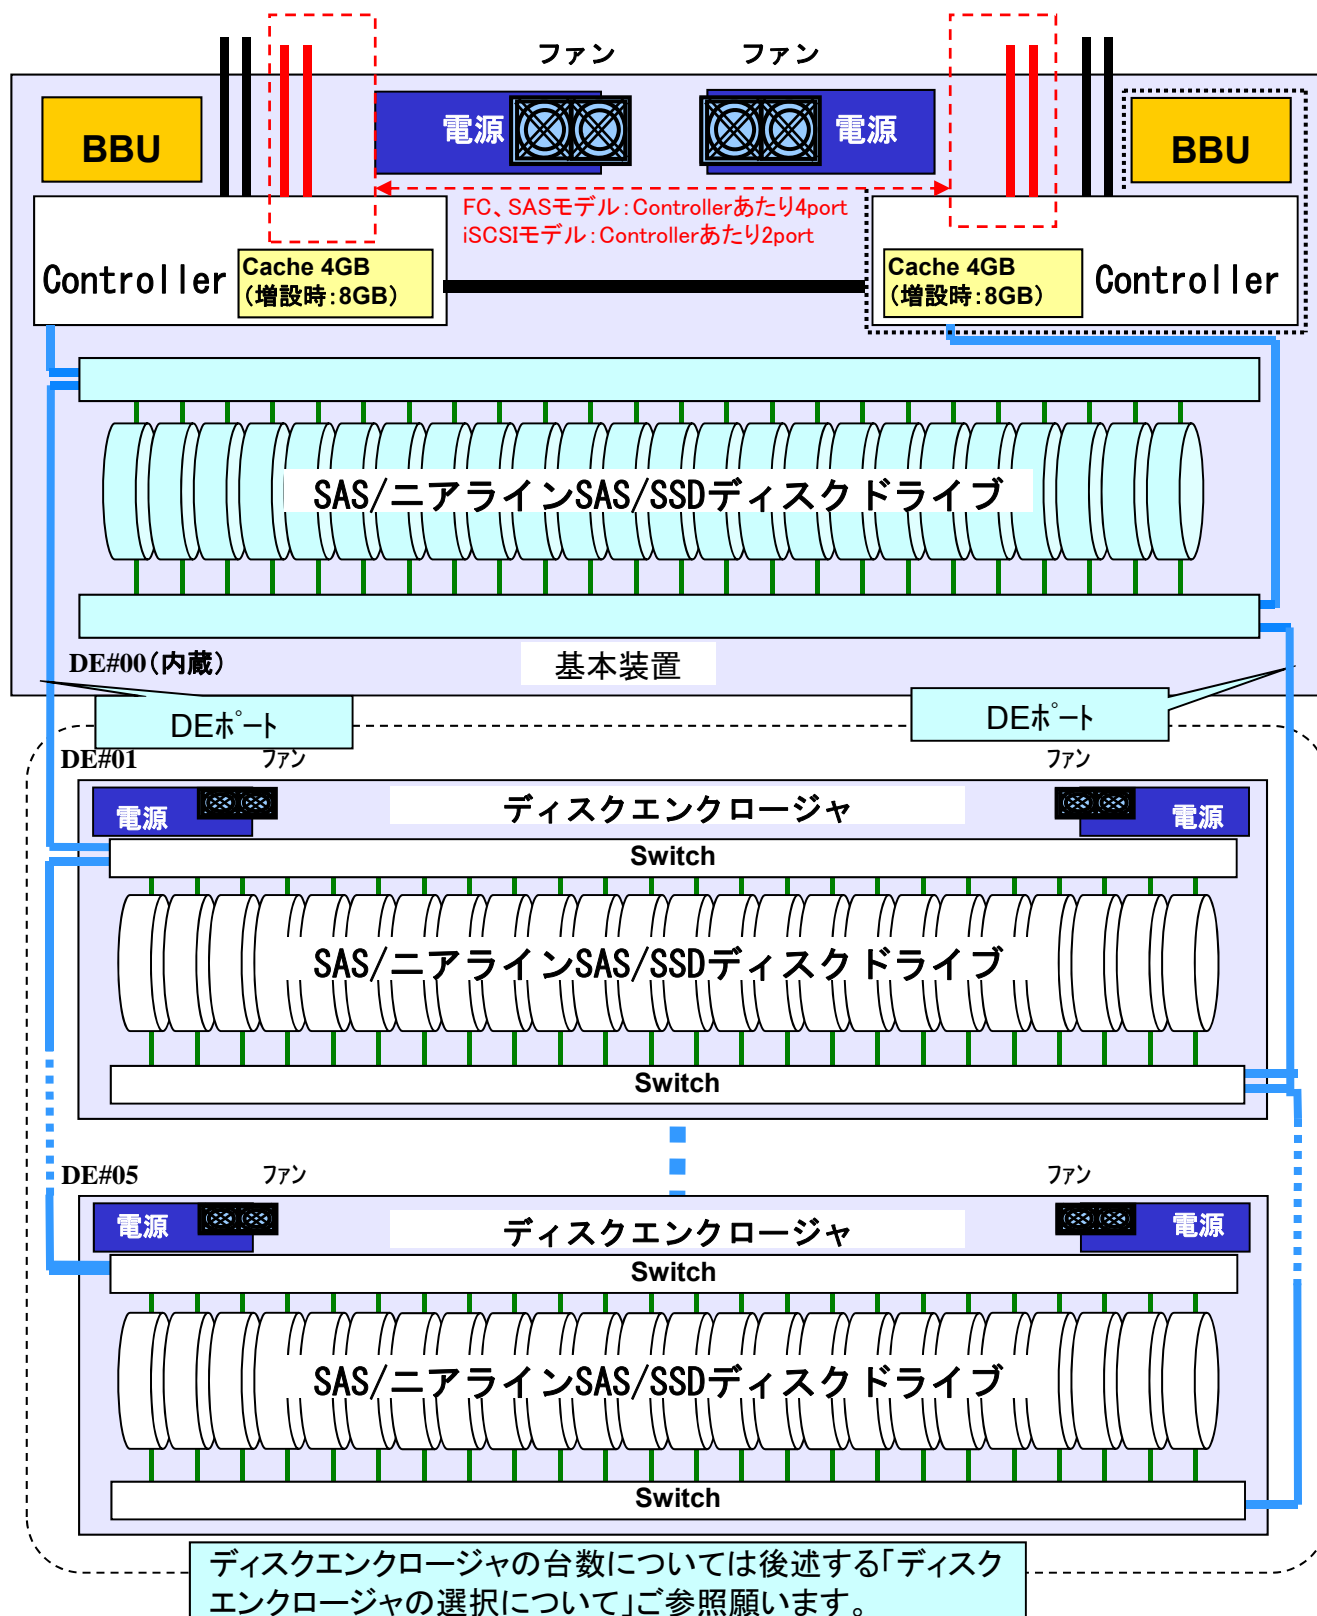 ファン ファン
BBU 電源 電源 BBU
FC、SASモデル:Controllerあたり4port
iSCSIモデル:Controllerあたり2port
Controller
Cache 4GB
(増設時:8GB)
Cache 4GB
(増設時:8GB)
Controller
SAS/ニアラインSAS/SSDディスクドライブ
DE#00(内蔵)
基本装置
DEポート
DEポート
DE#01
ファン
ファン
電源
ディスクエンクロージャ
電源
Switch
SAS/ニアラインSAS/SSDディスクドライブ
Switch
DE#05
ファン
ファン
電源
ディスクエンクロージャ
電源
Switch
SAS/ニアラインSAS/SSDディスクドライブ
Switch
ディスクエンクロージャの台数については後述する「ディスク
エンクロージャの選択について」ご参照願います。